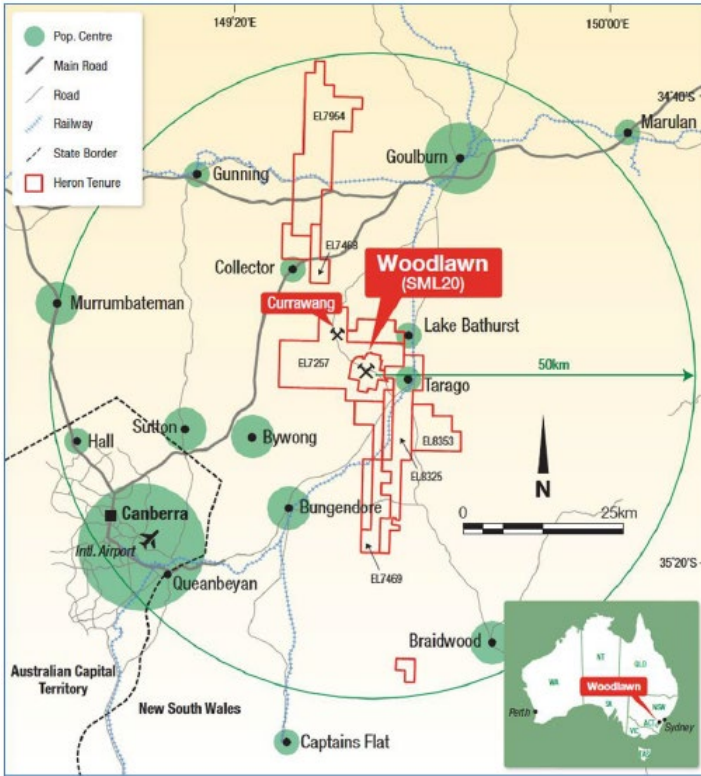 149°20'E
150°00'E
Pop. Centre
Main Road
Road
Railway
State Border
Heron Tenure
34°40'S
EL7954
Marulan
Goulburn
Gunning
EL7468
Collector
Woodlawn
(SML20)
Murrumbateman
Currawang
Lake Bathurst
EL7257
50km
Tarago
Hall
Sutton
Bywong
EL8353
EL8325
N
Canberra
Bungendore
0
25km
Intl. Airport
Queanbeyan
EL7469
35°20'S
Braidwood
Australian Capital
Territory
New South Wales
Captains Flat
NT
QLD
WA
Woodlawn
SA
NSW
Perth
ACT
Sydney
VIC